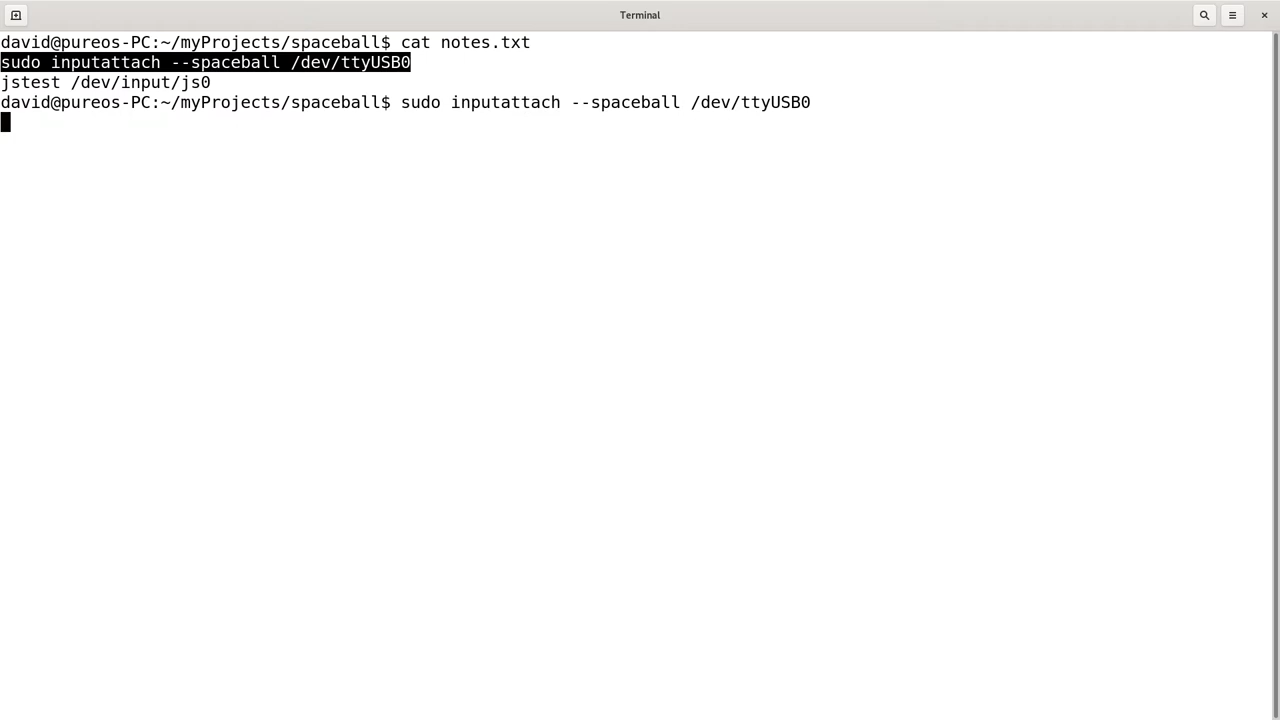 Terminal
david@pureos-PC:~/myProjects/spaceball$ cat notes.txt
sudo inputattach --spaceball /dev/ttyUSB0
jstest /dev/input/js0
david@pureos-PC:~/myProjects/spaceball$ sudo inputattach --spaceball /dev/ttyUSB0